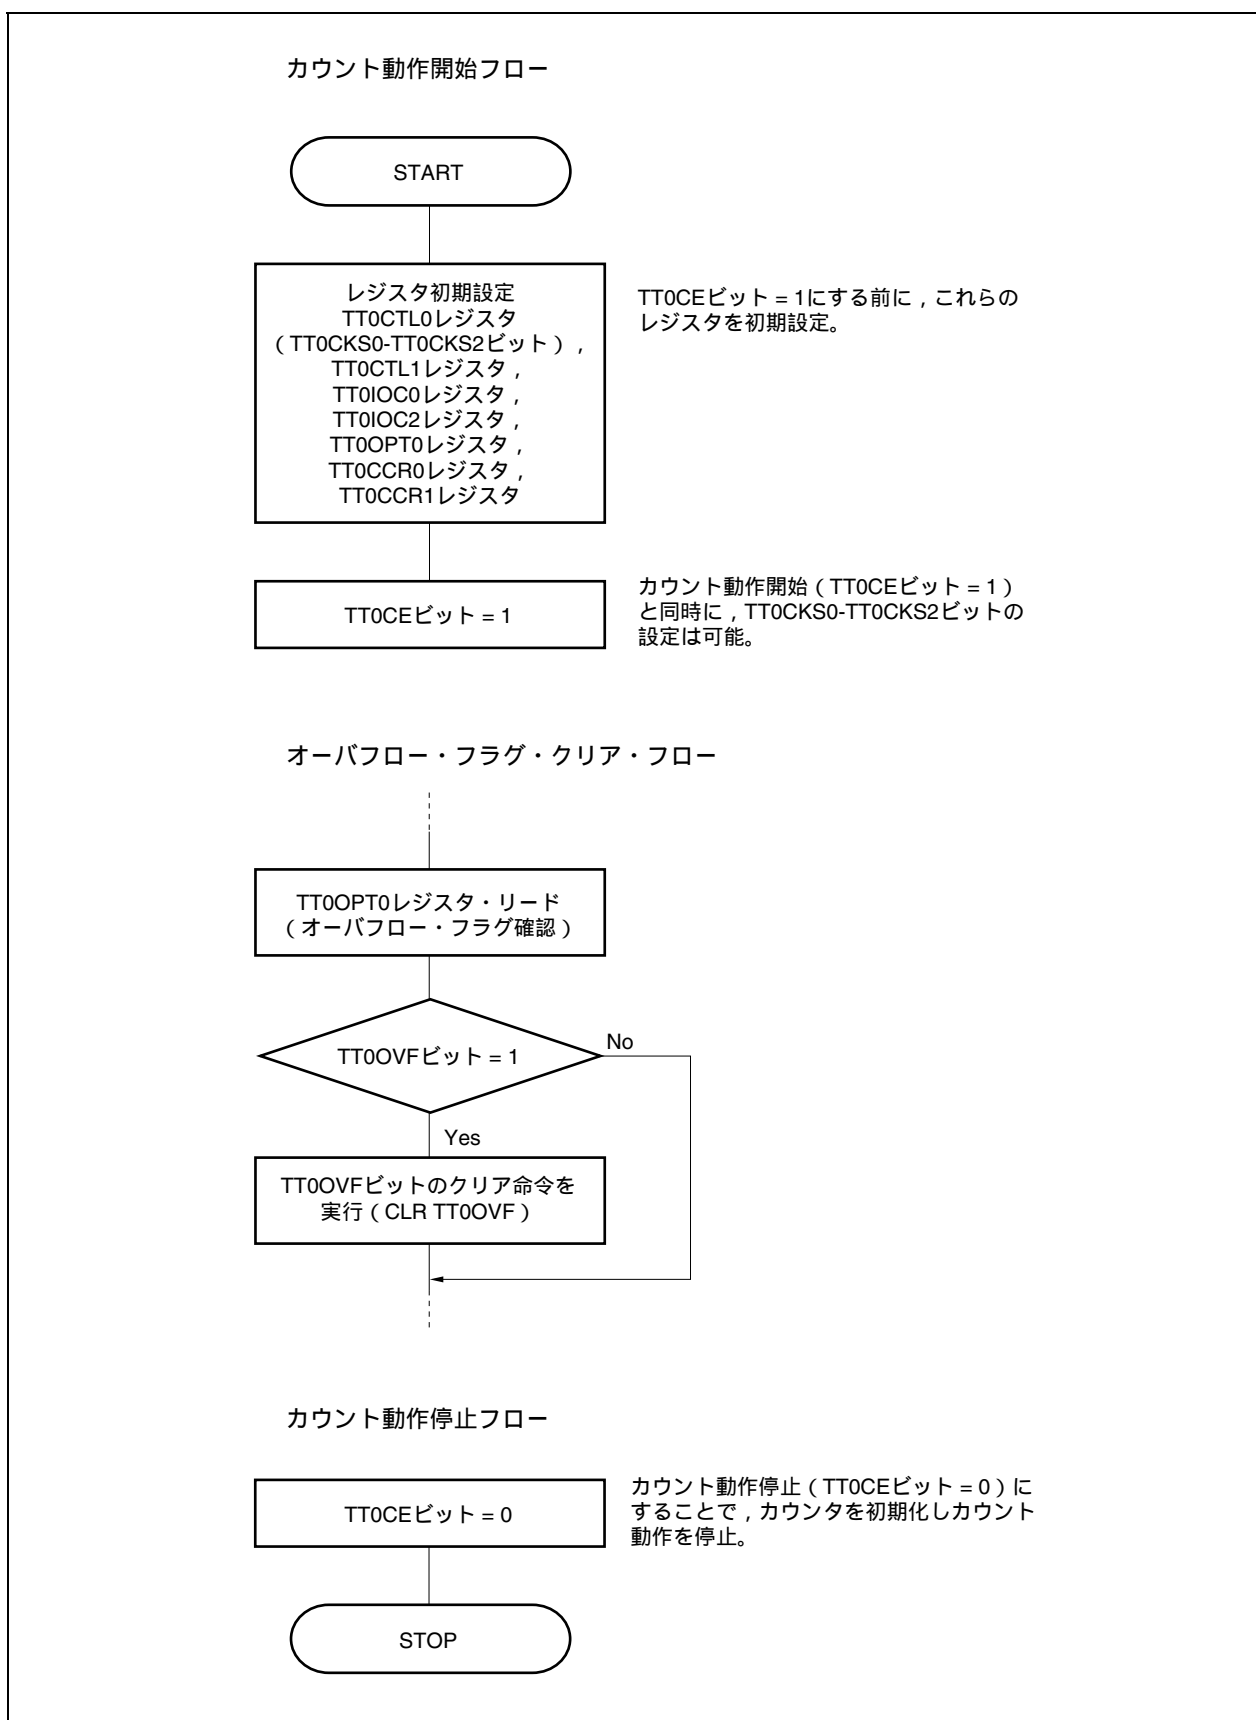 カウント動作開始フロー
START
レジスタ初期設定
TT0CTL0レジスタ
（TT0CKS0-TT0CKS2ビット），
TT0CTL1レジスタ，
TT0IOC0レジスタ，
TT0IOC2レジスタ，
TT0OPT0レジスタ，
TT0CCR0レジスタ，
TT0CCR1レジスタ
TT0CEビット = 1にする前に，これらの
レジスタを初期設定。
TT0CEビット = 1
カウント動作開始（TT0CEビット = 1）
と同時に，TT0CKS0-TT0CKS2ビットの
設定は可能。
オーバフロー・フラグ・クリア・フロー
TT0OPT0レジスタ・リード
（オーバフロー・フラグ確認）
TT0OVFビット = 1
No
Yes
TT0OVFビットのクリア命令を
実行（CLR TT0OVF）
カウント動作停止フロー
TT0CEビット = 0
カウント動作停止（TT0CEビット = 0）に
することで，カウンタを初期化しカウント
動作を停止。
STOP